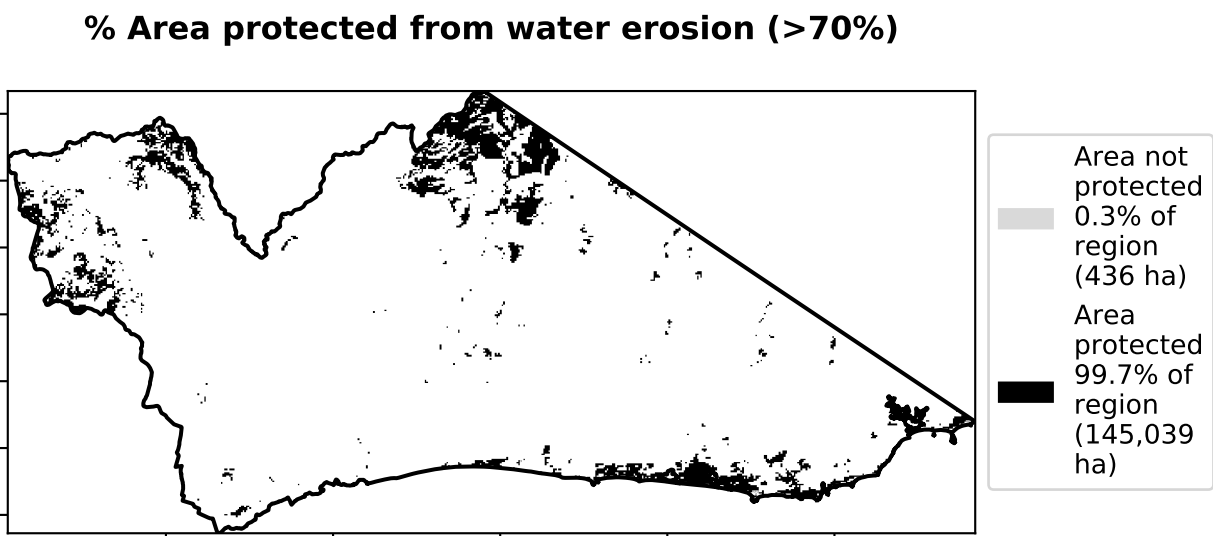 % Area protected from water erosion (>70%)
Area not
protected
0.3% of
region
(436 ha)
Area
protected
99.7% of
region
(145,039
ha)